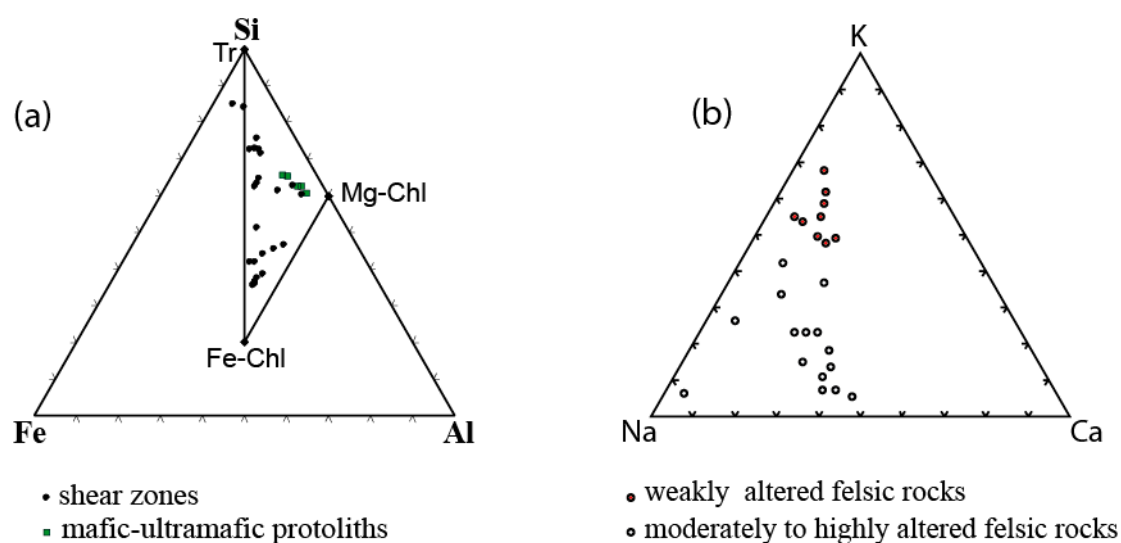 (a)
Si
Tr
Mg-Chl
Fe-Chl
Fe
Al
• shear zones
mafic-ultramafic protoliths
(b)
K
Na
Ca
weakly altered felsic rocks
moderately to highly altered felsic rocks